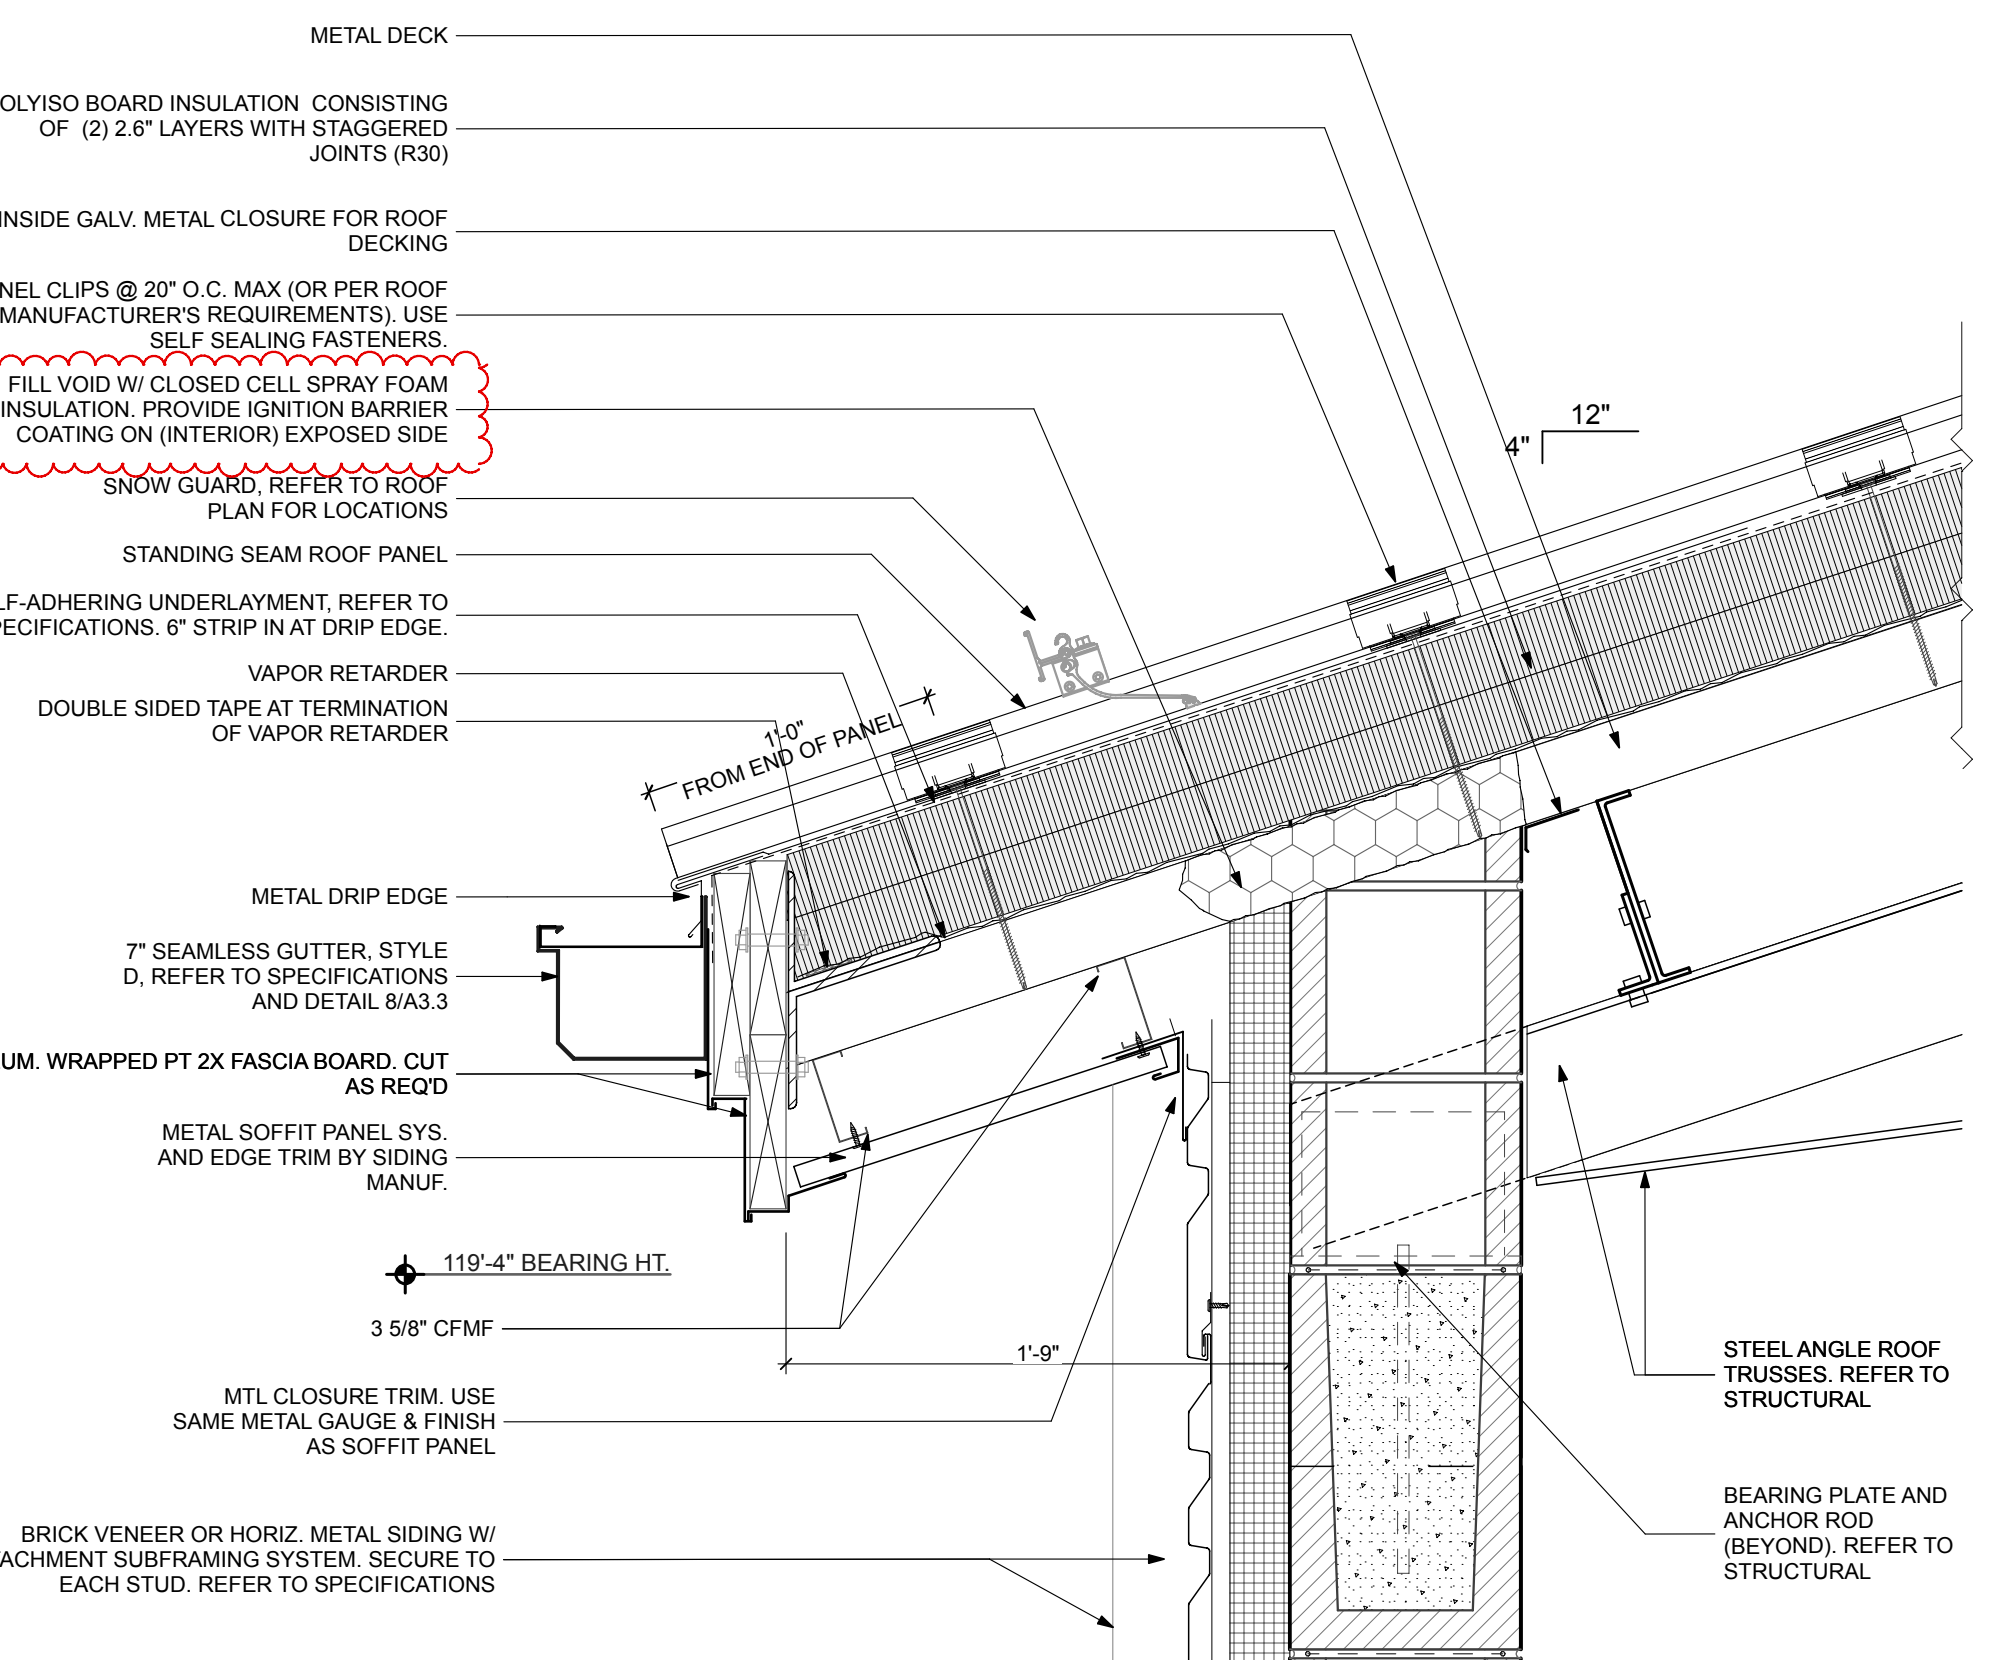 METAL DECK
OLYISO BOARD INSULATION CONSISTING
OF (2) 2.6" LAYERS WITH STAGGERED
JOINTS (R30)
INSIDE GALV. METAL CLOSURE FOR ROOF
DECKING
NEL CLIPS @ 20" O.C. MAX (OR PER ROOF
MANUFACTURER'S REQUIREMENTS). USE
SELF SEALING FASTENERS.
FILL VOID W/ CLOSED CELL SPRAY FOAM
INSULATION. PROVIDE IGNITION BARRIER
COATING ON (INTERIOR) EXPOSED SIDE
SNOW GUARD, REFER TO ROOF
PLAN FOR LOCATIONS
STANDING SEAM ROOF PANEL
LF-ADHERING UNDERLAYMENT, REFER TO
PECIFICATIONS. 6" STRIP IN AT DRIP EDGE.
VAPOR RETARDER
DOUBLE SIDED TAPE AT TERMINATION
OF VAPOR RETARDER
METAL DRIP EDGE
7" SEAMLESS GUTTER, STYLE
D, REFER TO SPECIFICATIONS
AND DETAIL 8/A3.3
UM. WRAPPED PT 2X FASCIA BOARD. CUT
AS REQ'D
METAL SOFFIT PANEL SYS.
AND EDGE TRIM BY SIDING
MANUF.
119'-4" BEARING HT.
3 5/8" CFMF
MTL CLOSURE TRIM. USE
SAME METAL GAUGE & FINISH
AS SOFFIT PANEL
BRICK VENEER OR HORIZ. METAL SIDING W/
TACHMENT SUBFRAMING SYSTEM. SECURE TO
EACH STUD. REFER TO SPECIFICATIONS
1'-0"
FROM END OF PANEL
12"
4"
1'-9"
STEEL ANGLE ROOF
TRUSSES. REFER TO
STRUCTURAL
BEARING PLATE AND
ANCHOR ROD
(BEYOND). REFER TO
STRUCTURAL